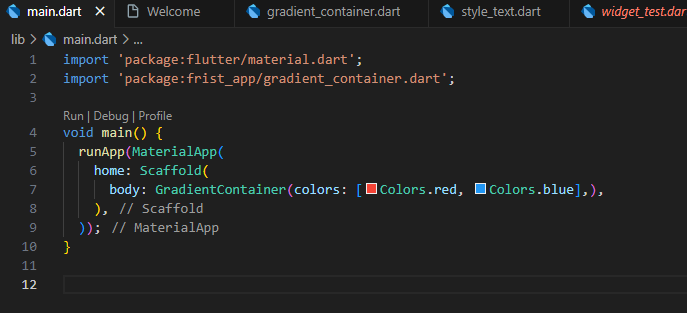 main.dart Welcome gradient_container.dart style_text.dart widget_test.dar
lib > main.dart > ...
1 import 'package:flutter/material.dart';
2 import 'package:frist_app/gradient_container.dart';
3
Run | Debug | Profile
4 void main() {
5   runApp(MaterialApp(
6     home: Scaffold(
7       body: GradientContainer(colors: [Colors.red, Colors.blue],),
8     ), // Scaffold
9   )); // MaterialApp
10 }
11
12